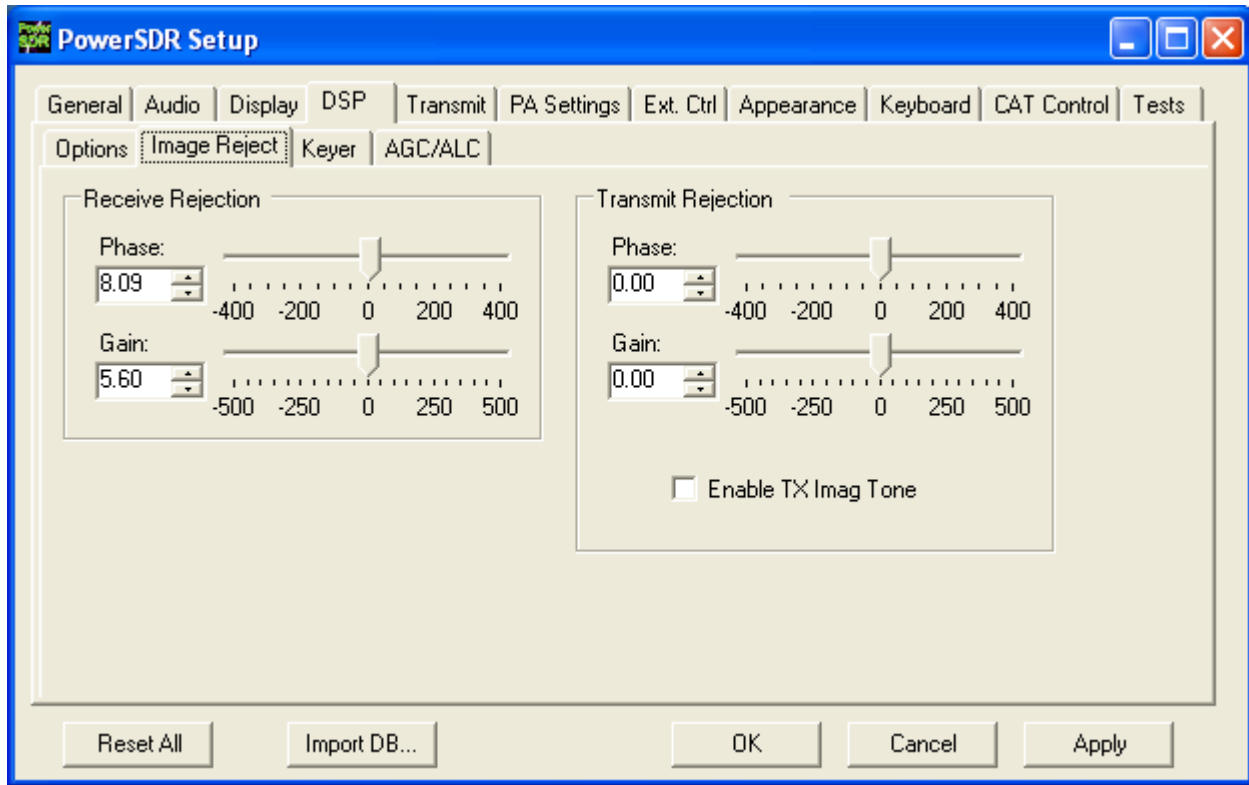 Power SDR PowerSDR Setup
General Audio Display DSP Transmit PA Settings Ext. Ctrl Appearance Keyboard CAT Control Tests
Options Image Reject Keyer AGC/ALC
Receive Rejection
Phase:
8.09
-400 -200 0 200 400
Gain:
5.60
-500 -250 0 250 500
Transmit Rejection
Phase:
0.00
-400 -200 0 200 400
Gain:
0.00
-500 -250 0 250 500
Enable TX Imag Tone
Reset All Import DB... OK Cancel Apply